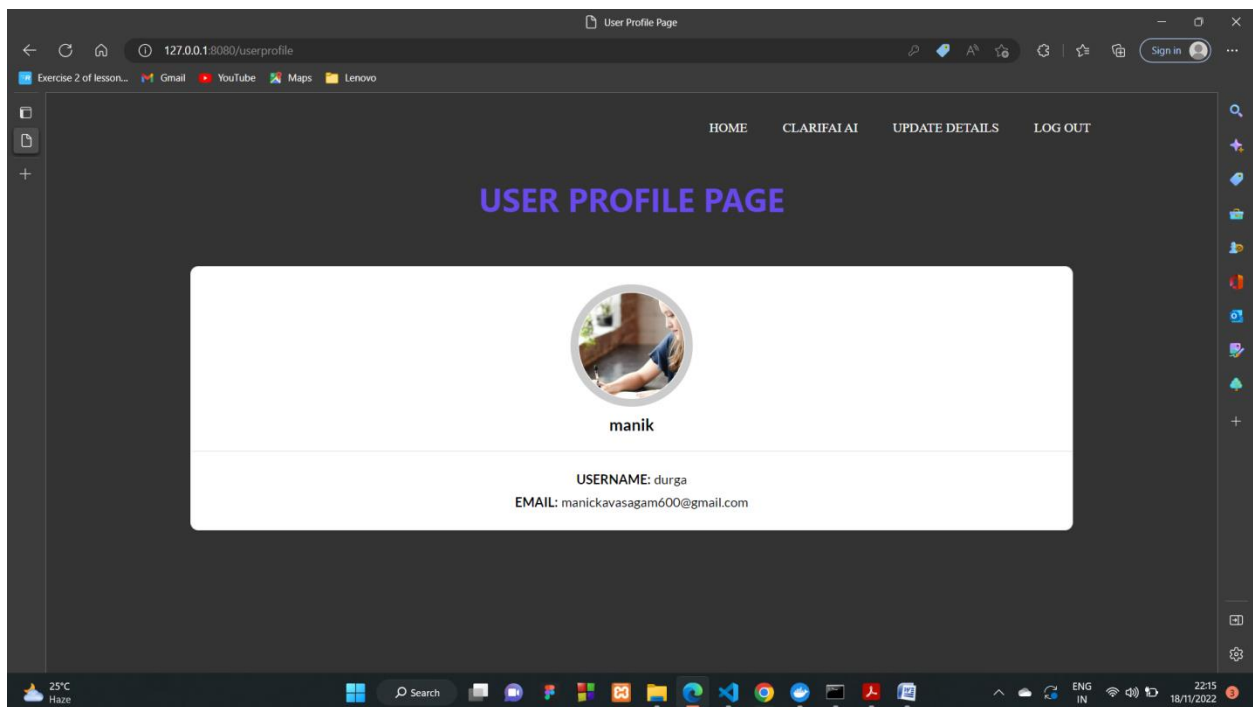 User Profile Page
127.0.0.1:8080/userprofile
Sign in
Exercise 2 of lesson... Gmail YouTube Maps Lenovo
HOME CLARIFAI AI UPDATE DETAILS LOG OUT
USER PROFILE PAGE
manik
USERNAME: durga
EMAIL: manickavasagam600@gmail.com
25°C
Haze
Search
ENG
IN
22:15
18/11/2022
3